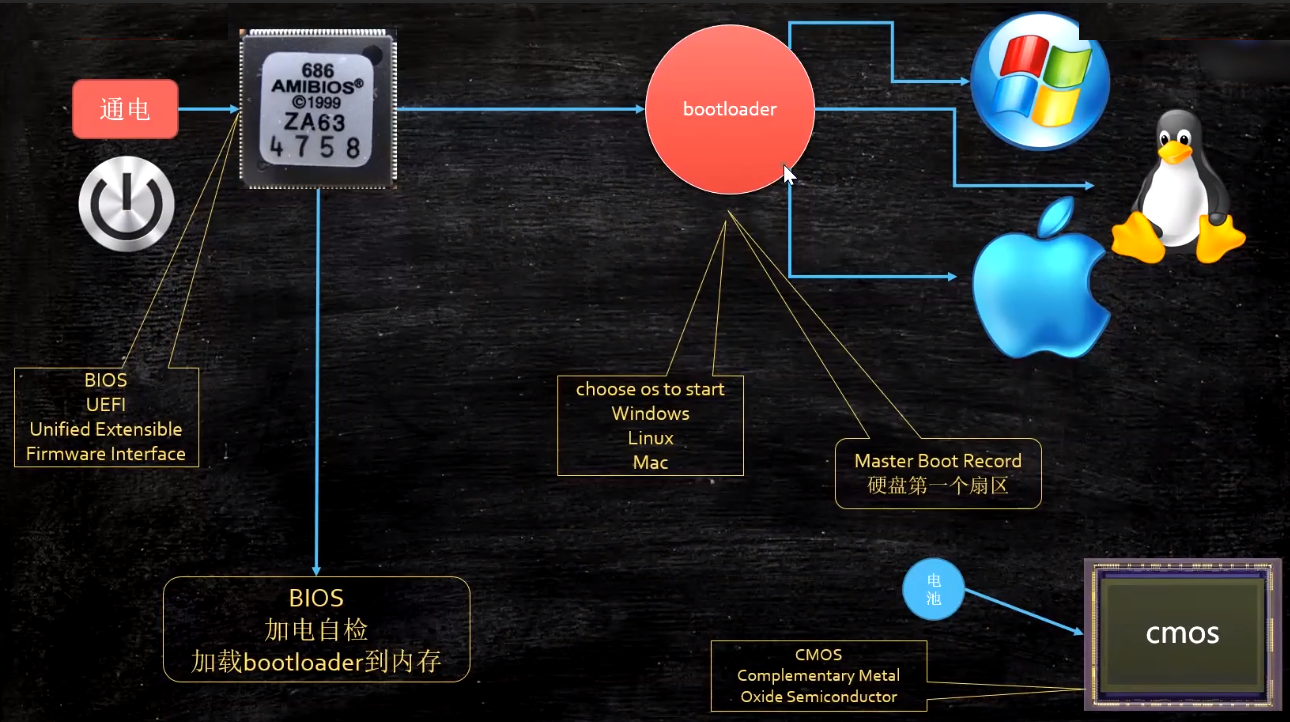 通电
686
AMIBIOS®
©1999
ZA63
4758
bootloader
BIOS
UEFI
Unified Extensible
Firmware Interface
choose os to start
Windows
Linux
Mac
Master Boot Record
硬盘第一个扇区
BIOS
加电自检
加载bootloader到内存
电
池
cmos
CMOS
Complementary Metal
Oxide Semiconductor